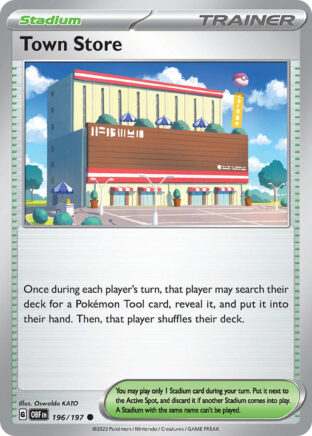 Stadium
TRAINER
Town Store
Once during each player's turn, that player may search their
deck for a Pokémon Tool card, reveal it, and put it into their
hand. Then, that player shuffles their deck.
Illus. Oswaldo KATO
You may play only 1 Stadium card during your turn. Put it next to
the Active Spot, and discard it if another Stadium comes into play.
A Stadium with the same name can't be played.
G OBF EN 196/197
©2023 Pokémon / Nintendo / Creatures / GAME FREAK